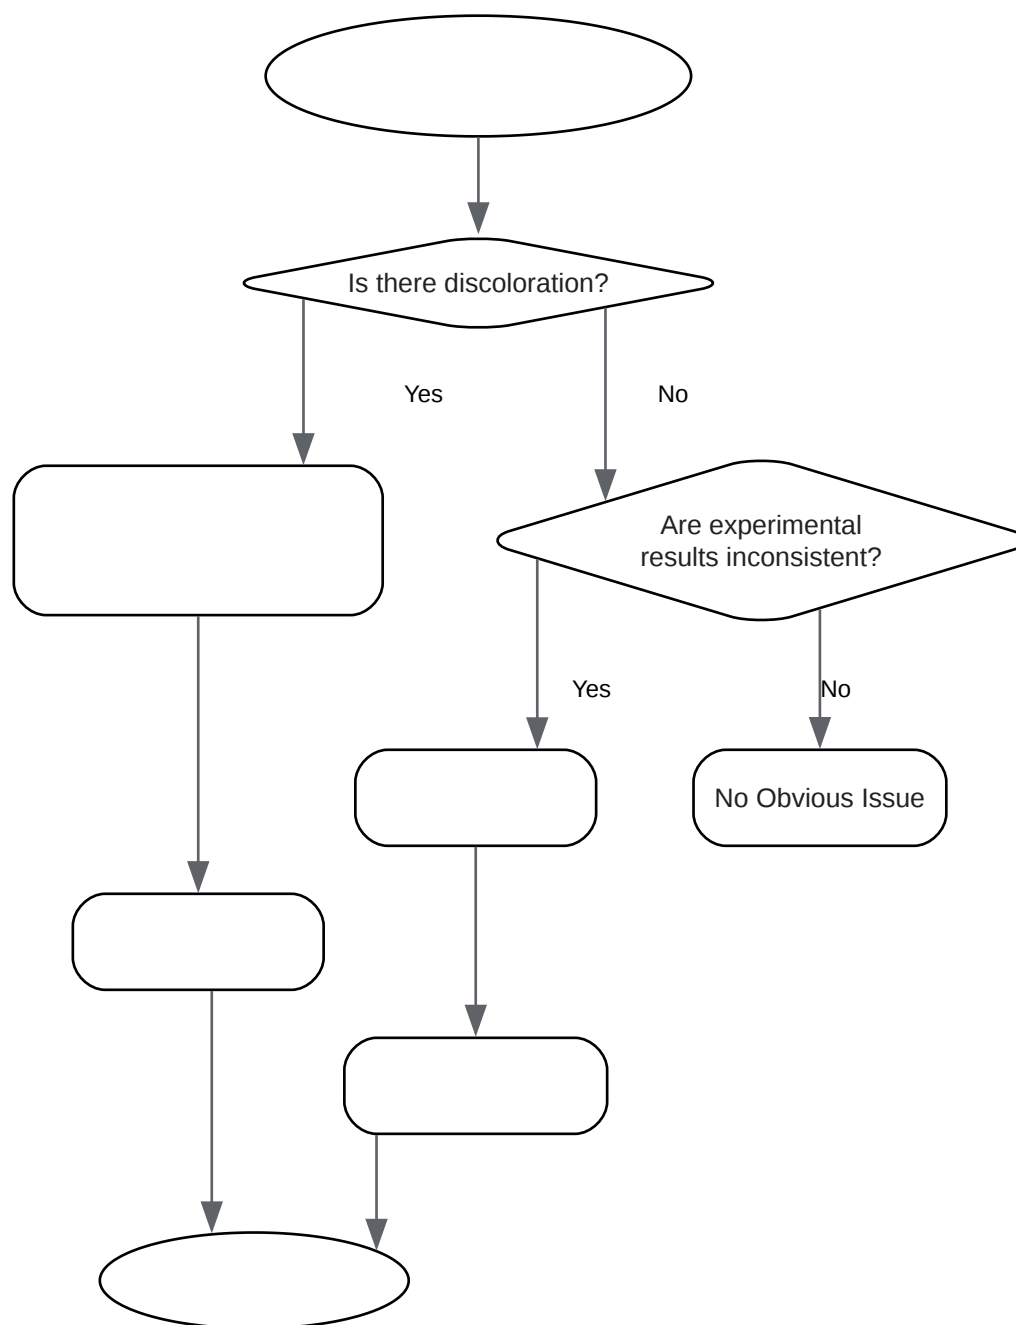 Is there discoloration?
Yes
No
Are experimental
results inconsistent?
Yes
No
No Obvious Issue